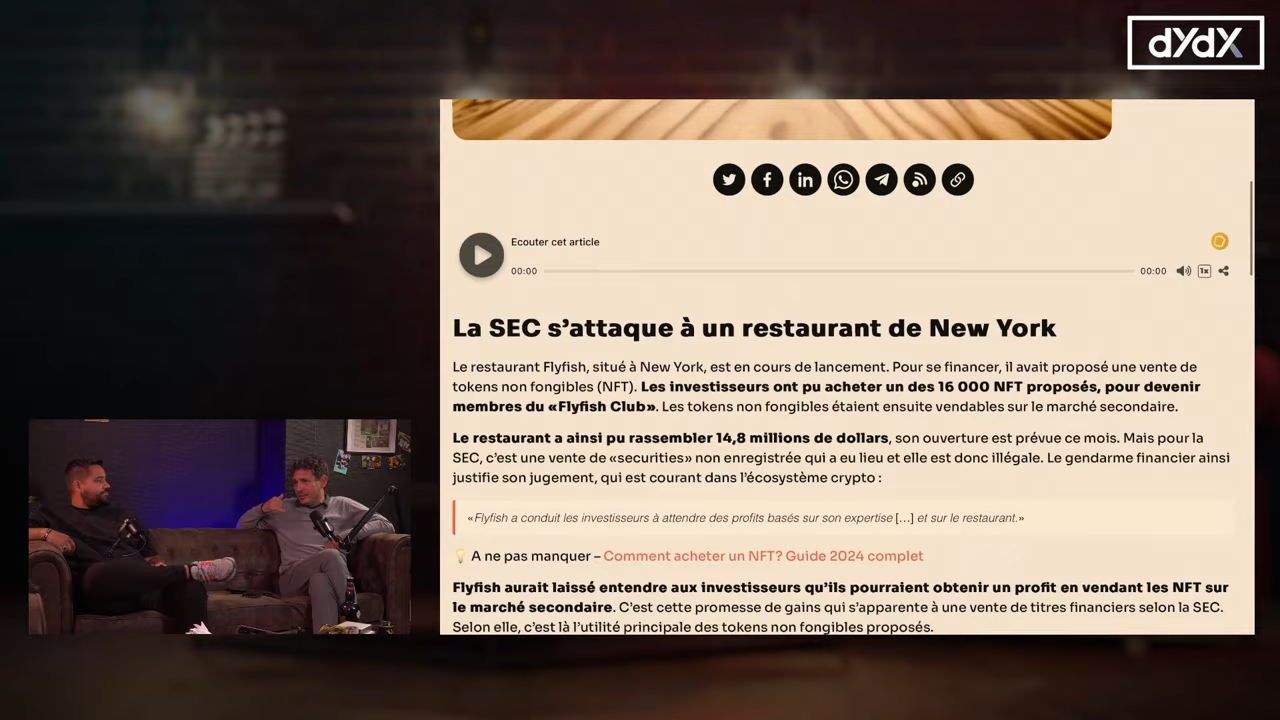 dYdX
Ecouter cet article
00:00
00:00
1x
La SEC s'attaque à un restaurant de New York
Le restaurant Flyfish, situé à New York, est en cours de lancement. Pour se financer, il avait proposé une vente de
tokens non fongibles (NFT). Les investisseurs ont pu acheter un des 16 000 NFT proposés, pour devenir
membres du «Flyfish Club». Les tokens non fongibles étaient ensuite vendables sur le marché secondaire.
Le restaurant a ainsi pu rassembler 14,8 millions de dollars, son ouverture est prévue ce mois. Mais pour la
SEC, c'est une vente de «securities» non enregistrée qui a eu lieu et elle est donc illégale. Le gendarme financier ainsi
justifie son jugement, qui est courant dans l'écosystème crypto :
«Flyfish a conduit les investisseurs à attendre des profits basés sur son expertise […] et sur le restaurant.»
💡 A ne pas manquer – Comment acheter un NFT? Guide 2024 complet
Flyfish aurait laissé entendre aux investisseurs qu'ils pourraient obtenir un profit en vendant les NFT sur
le marché secondaire. C'est cette promesse de gains qui s'apparente à une vente de titres financiers selon la SEC.
Selon elle, c'est là l'utilité principale des tokens non fongibles proposés.